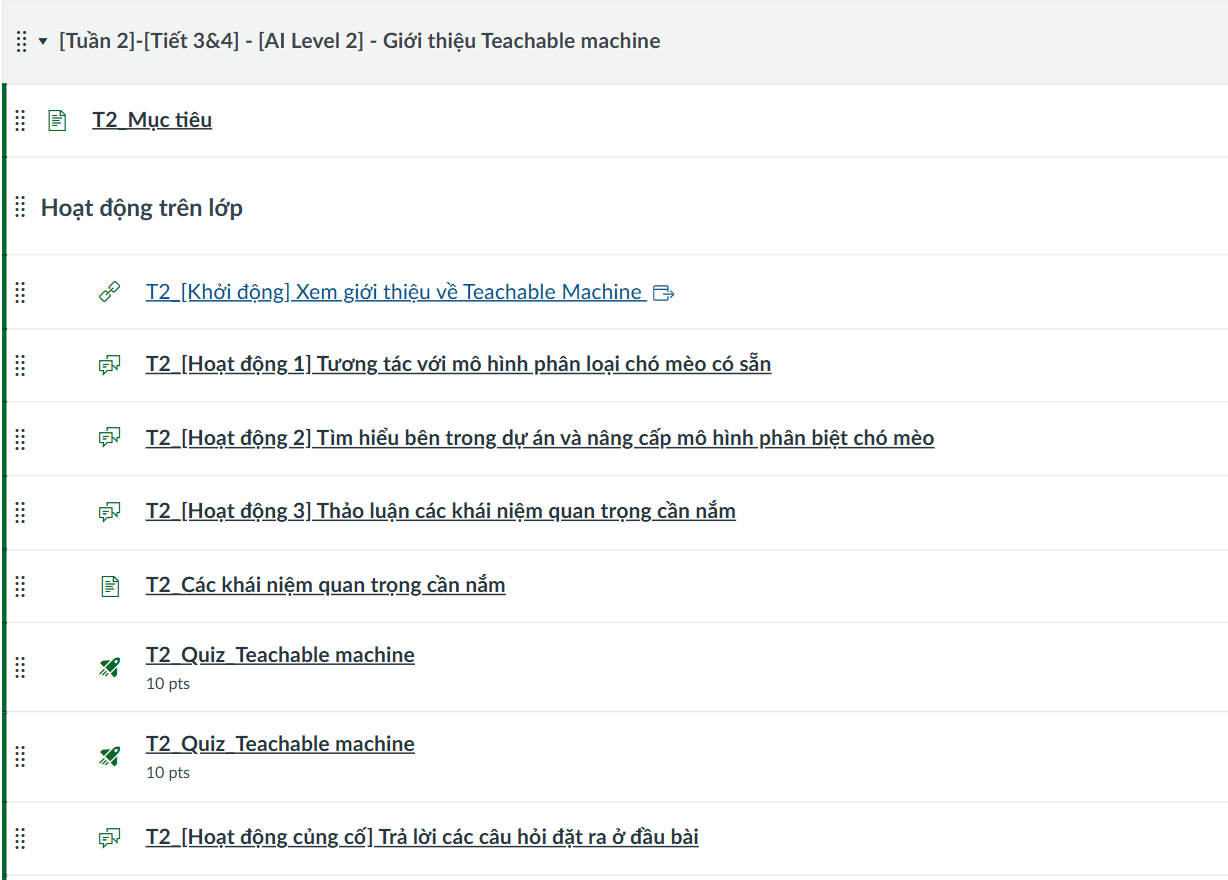 [Tuần 2]-[Tiết 3&4] - [AI Level 2] - Giới thiệu Teachable machine
T2_Mục tiêu
Hoạt động trên lớp
T2_[Khởi động] Xem giới thiệu về Teachable Machine
T2_[Hoạt động 1] Tương tác với mô hình phân loại chó mèo có sẵn
T2_[Hoạt động 2] Tìm hiểu bên trong dự án và nâng cấp mô hình phân biệt chó mèo
T2_[Hoạt động 3] Thảo luận các khái niệm quan trọng cần nắm
T2_Các khái niệm quan trọng cần nắm
T2_Quiz_Teachable machine
10 pts
T2_Quiz_Teachable machine
10 pts
T2_[Hoạt động củng cố] Trả lời các câu hỏi đặt ra ở đầu bài